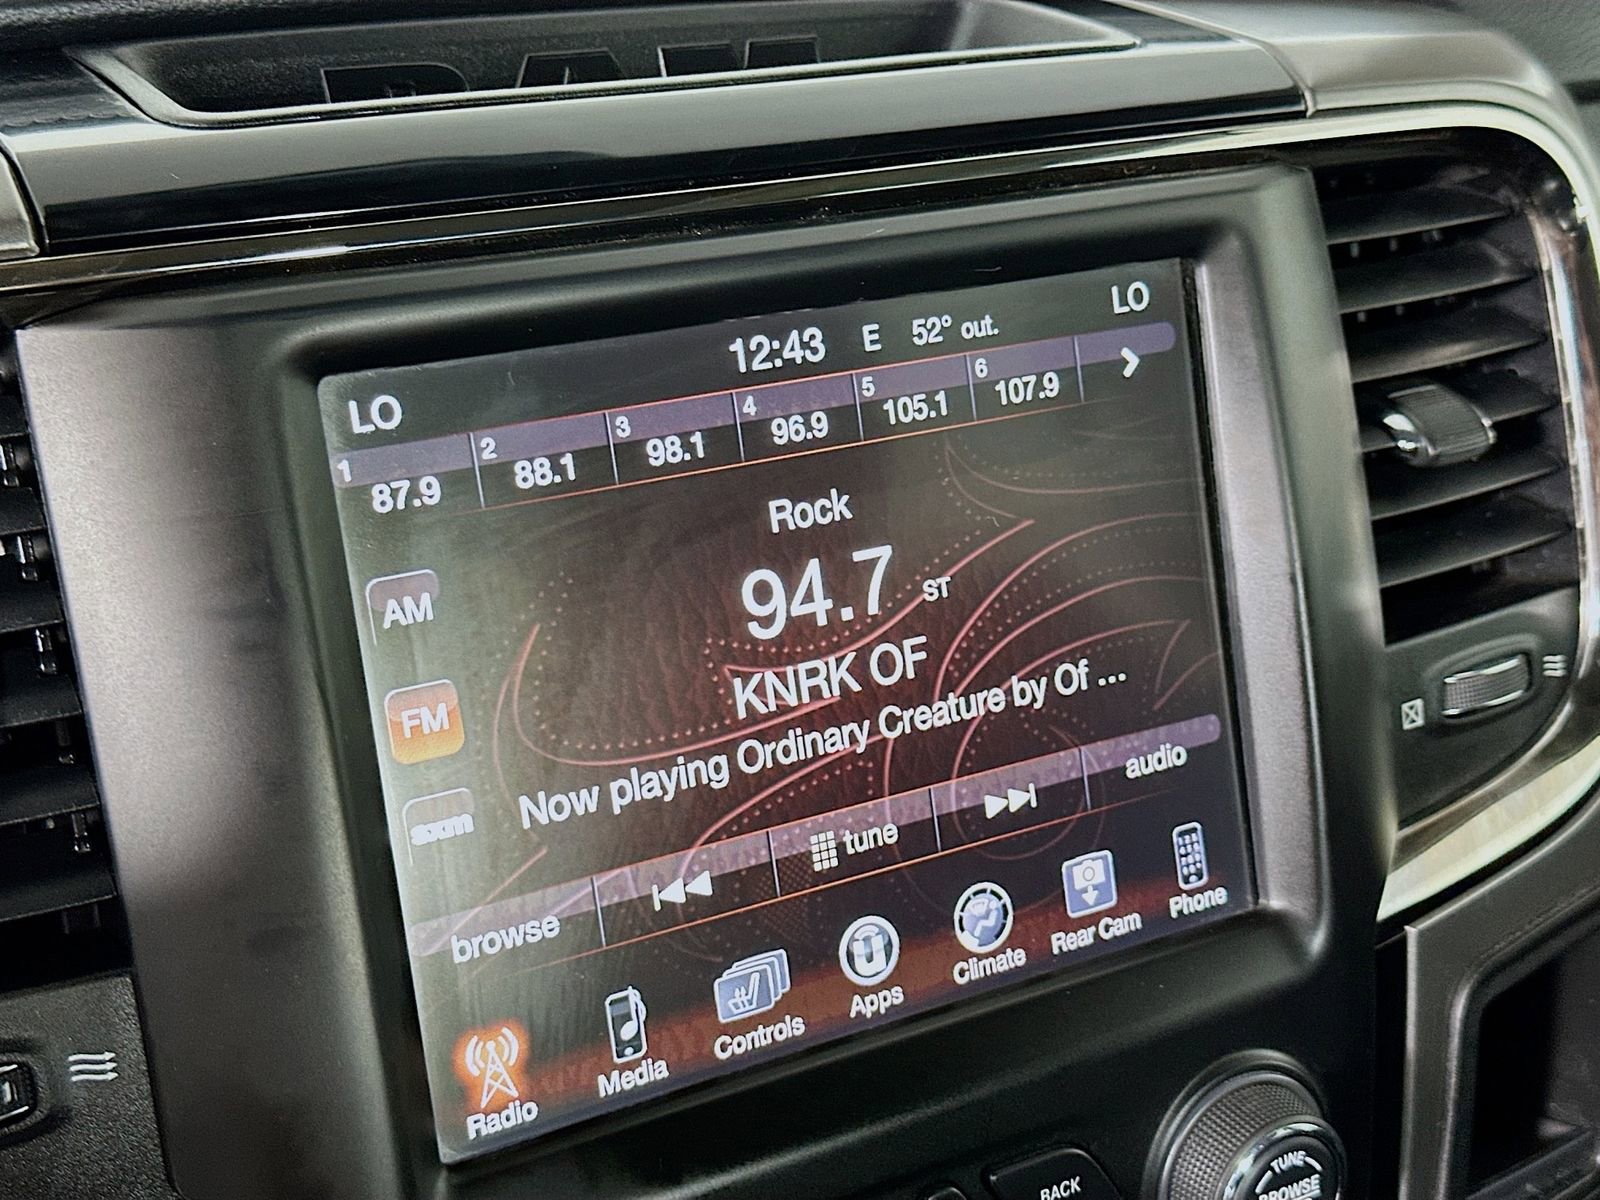 RAM
LO 12:43 E 52° out. LO
1 2 3 4 5 6
87.9 88.1 98.1 96.9 105.1 107.9
Rock
94.7 ST
KNRK OF
Now playing Ordinary Creature by Of ...
AM
FM
sxm
browse tune audio
Radio Media Controls Apps Climate Rear Cam Phone
BACK
TUNE
BROWSE